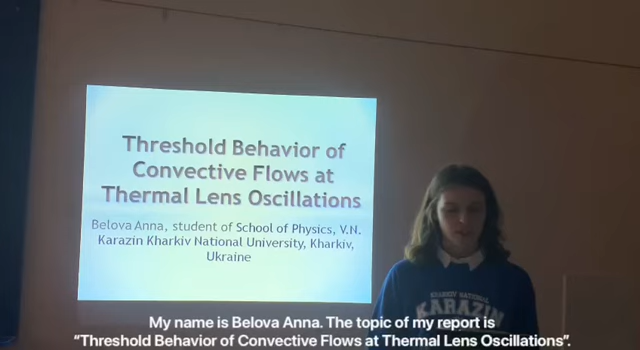 Threshold Behavior of
Convective Flows at
Thermal Lens Oscillations
Belova Anna, student of School of Physics, V.N.
Karazin Kharkiv National University, Kharkiv,
Ukraine
KHARKIV NATIONAL
KARAZIN
My name is Belova Anna. The topic of my report is
“Threshold Behavior of Convective Flows at Thermal Lens Oscillations”.